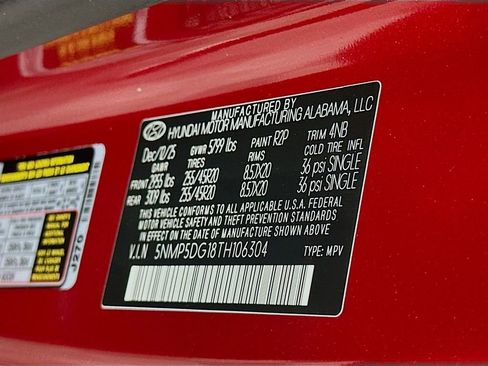 MANUFACTURED BY
HYUNDAI MOTOR MANUFACTURING ALABAMA, LLC
Dec/10/25 GVWR 5799 lbs PAINT R2P TRIM 4NB
GAWR TIRES RIMS COLD TIRE INFL
FRONT 2955 lbs 255/45R20 8.5JX20 36 psi SINGLE
REAR 3109 lbs 255/45R20 8.5JX20 36 psi SINGLE
THIS VEHICLE CONFORMS TO ALL APPLICABLE U.S.A. FEDERAL
MOTOR VEHICLE SAFETY AND THEFT PREVENTION STANDARDS
IN EFFECT ON THE DATE OF MANUFACTURE SHOWN ABOVE
V.I.N 5NMP5DG18TH106304 TYPE: MPV
J270